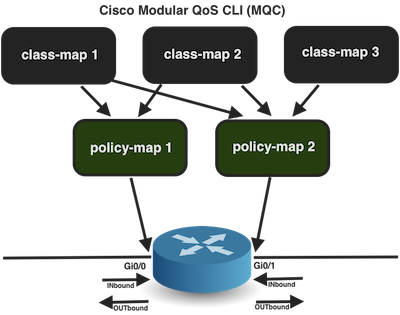 Cisco Modular QoS CLI (MQC)
class-map 1
class-map 2
class-map 3
policy-map 1
policy-map 2
Gi0/0
Gi0/1
INbound
INbound
OUTbound
OUTbound